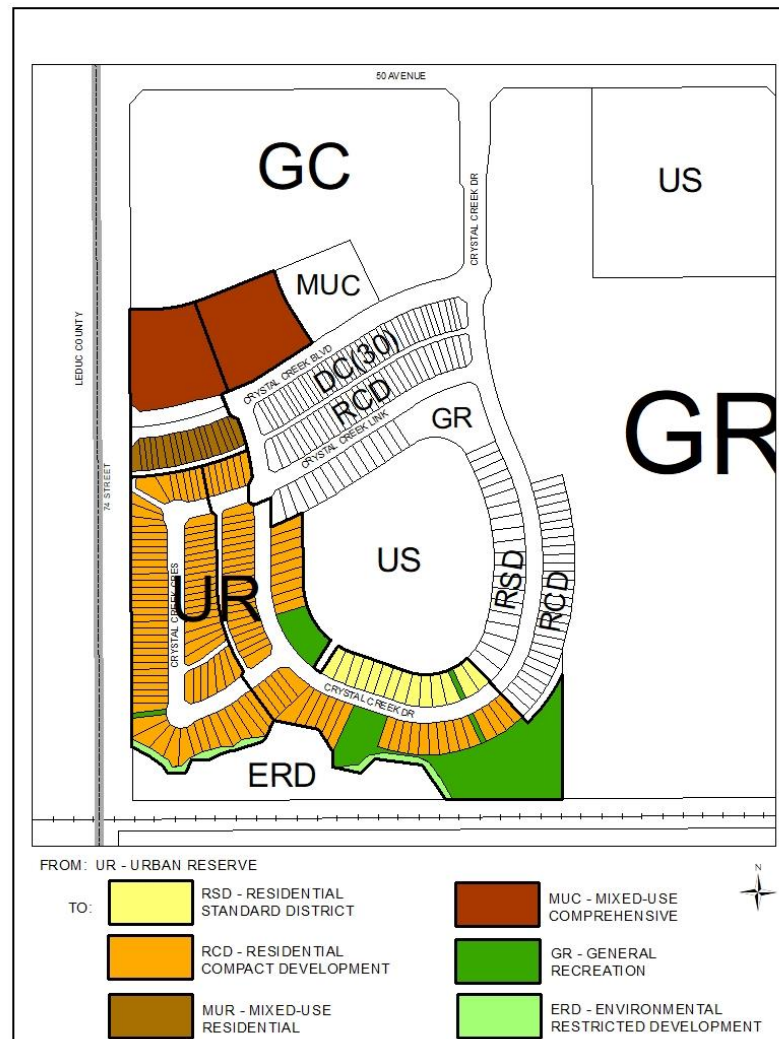 50 AVENUE
GC
US
CRYSTAL CREEK DR
MUC
LEDUC COUNTY
CRYSTAL CREEK BLVD
DC(30)
RCD
CRYSTAL CREEK LINK
GR
GR
74 STREET
US
RSD
RCD
UR
CRYSTAL CREEK CRES
CRYSTAL CREEK DR
ERD
FROM: UR - URBAN RESERVE
TO:
RSD - RESIDENTIAL
STANDARD DISTRICT
MUC - MIXED-USE
COMPREHENSIVE
N
RCD - RESIDENTIAL
COMPACT DEVELOPMENT
GR - GENERAL
RECREATION
MUR - MIXED-USE
RESIDENTIAL
ERD - ENVIRONMENTAL
RESTRICTED DEVELOPMENT